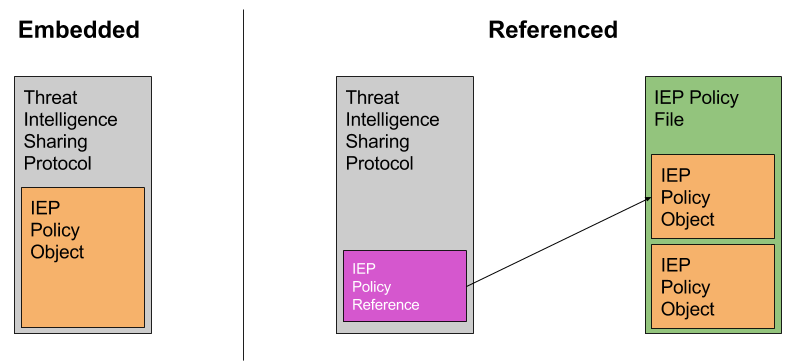 Embedded
Threat
Intelligence
Sharing
Protocol
IEP
Policy
Object
Referenced
Threat
Intelligence
Sharing
Protocol
IEP
Policy
Reference
IEP Policy
File
IEP
Policy
Object
IEP
Policy
Object